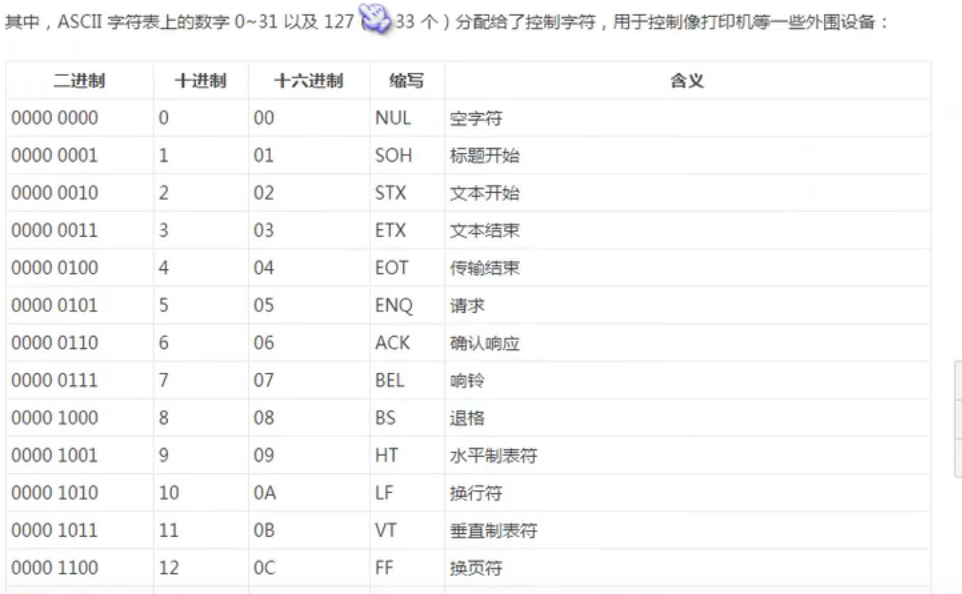 其中，ASCII 字符表上的数字 0~31 以及 127 33 个）分配给了控制字符，用于控制像打印机等一些外围设备：
二进制 十进制 十六进制 缩写 含义
0000 0000 0 00 NUL 空字符
0000 0001 1 01 SOH 标题开始
0000 0010 2 02 STX 文本开始
0000 0011 3 03 ETX 文本结束
0000 0100 4 04 EOT 传输结束
0000 0101 5 05 ENQ 请求
0000 0110 6 06 ACK 确认响应
0000 0111 7 07 BEL 响铃
0000 1000 8 08 BS 退格
0000 1001 9 09 HT 水平制表符
0000 1010 10 0A LF 换行符
0000 1011 11 0B VT 垂直制表符
0000 1100 12 0C FF 换页符